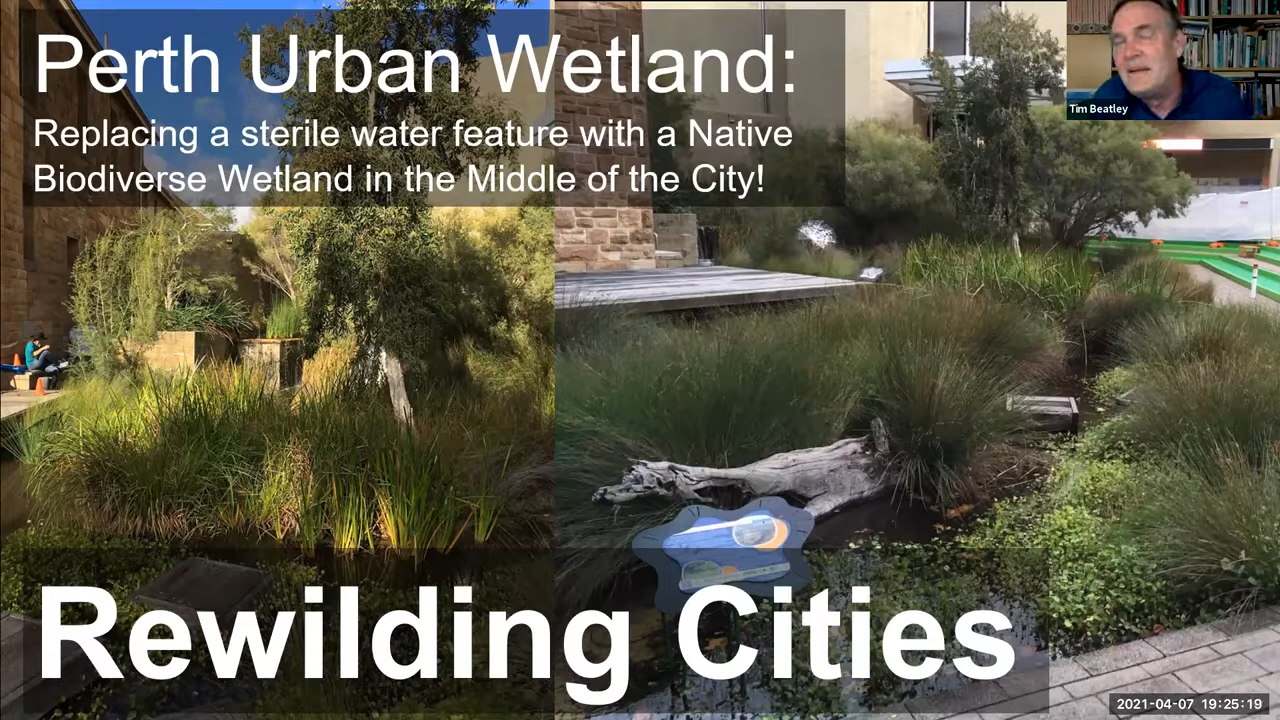 Perth Urban Wetland:
Replacing a sterile water feature with a Native
Biodiverse Wetland in the Middle of the City!
Tim Beatley
Rewilding Cities
2021-04-07 19:25:19